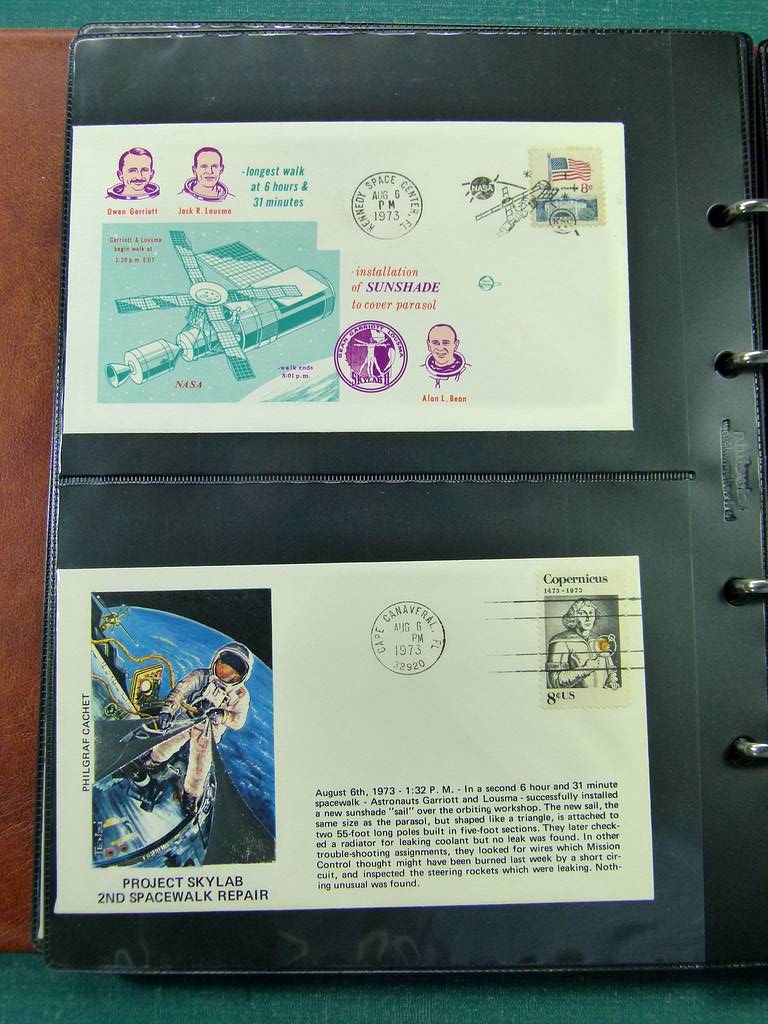 -longest walk
at 6 hours &
31 minutes
Owen Garriott
Jack R. Lousma
KENNEDY SPACE CENTER, FL
AUG 6
PM
1973
NASA
8c
Garriott & Lousma
begin walk at
1:30 p.m EDT
-installation
of SUNSHADE
to cover parasol
NASA
-walk ends
8:01 p.m.
BEAN GARRIOTT LOUSMA
SKYLAB II
Alan L. Bean
PHILGRAF CACHET
PROJECT SKYLAB
2ND SPACEWALK REPAIR
CAPE CANAVERAL, FL
AUG 6
PM
1973
32920
Copernicus
1473-1973
8c US
August 6th, 1973 - 1:32 P. M. - In a second 6 hour and 31 minute
spacewalk - Astronauts Garriott and Lousma - successfully installed
a new sunshade "sail" over the orbiting workshop. The new sail, the
same size as the parasol, but shaped like a triangle, is attached to
two 55-foot long poles built in five-foot sections. They later check-
ed a radiator for leaking coolant but no leak was found. In other
trouble-shooting assignments, they looked for wires which Mission
Control thought might have been burned last week by a short cir-
cuit, and inspected the steering rockets which were leaking. Noth-
ing unusual was found.